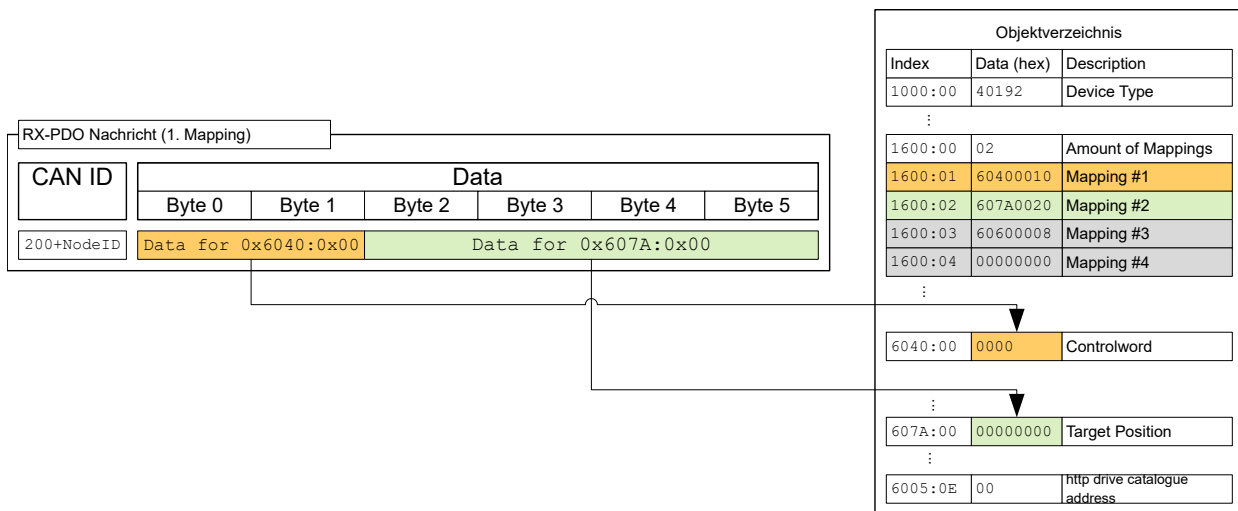 RX-PDO Nachricht (1. Mapping)
CAN ID Data
Byte 0 Byte 1 Byte 2 Byte 3 Byte 4 Byte 5
200+NodeID Data for 0x6040:0x00 Data for 0x607A:0x00
Objektverzeichnis
Index Data (hex) Description
1000:00 40192 Device Type
⋮
1600:00 02 Amount of Mappings
1600:01 60400010 Mapping #1
1600:02 607A0020 Mapping #2
1600:03 60600008 Mapping #3
1600:04 00000000 Mapping #4
⋮
6040:00 0000 Controlword
⋮
607A:00 00000000 Target Position
⋮
6005:0E 00 http drive catalogue
address